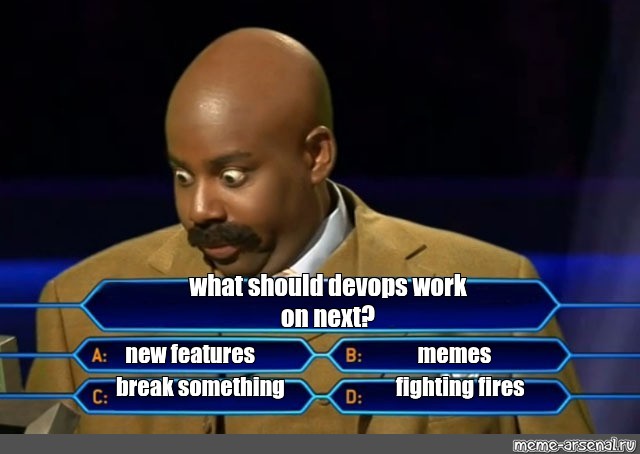 what should devops work
on next?
A: new features
B: memes
C: break something
D: fighting fires
meme-arsenal.ru